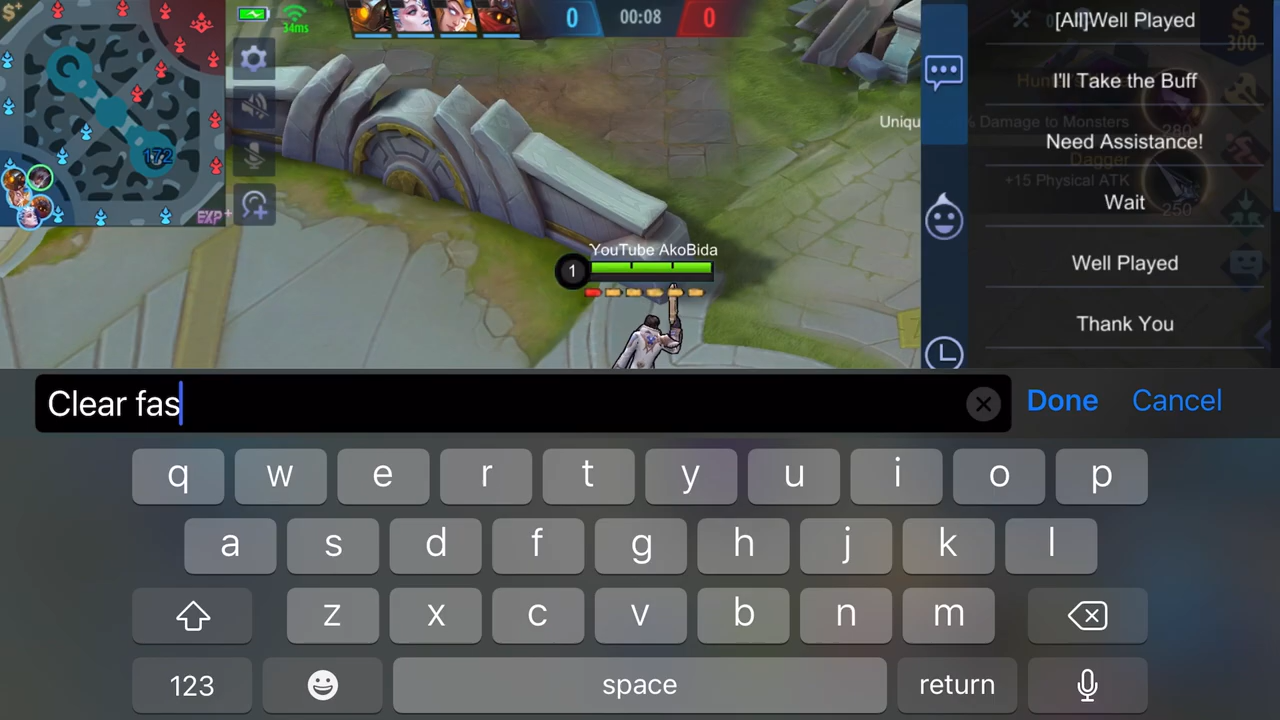 34ms
0 00:08 0
172
EXP
YouTube AkoBida
1
[All]Well Played
300
I'll Take the Buff
Uniqu
% Damage to Monsters
Need Assistance!
280
Dagger
+15 Physical ATK
Wait
250
Well Played
Thank You
Clear fas
Done Cancel
q w e r t y u i o p
a s d f g h j k l
z x c v b n m
123 space return